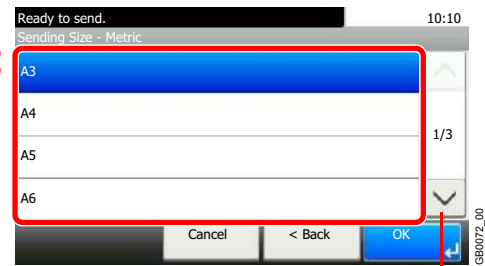 Ready to send. 10:10
Sending Size - Metric
A3
A4
1/3
A5
A6
Cancel < Back OK
GB0072_00